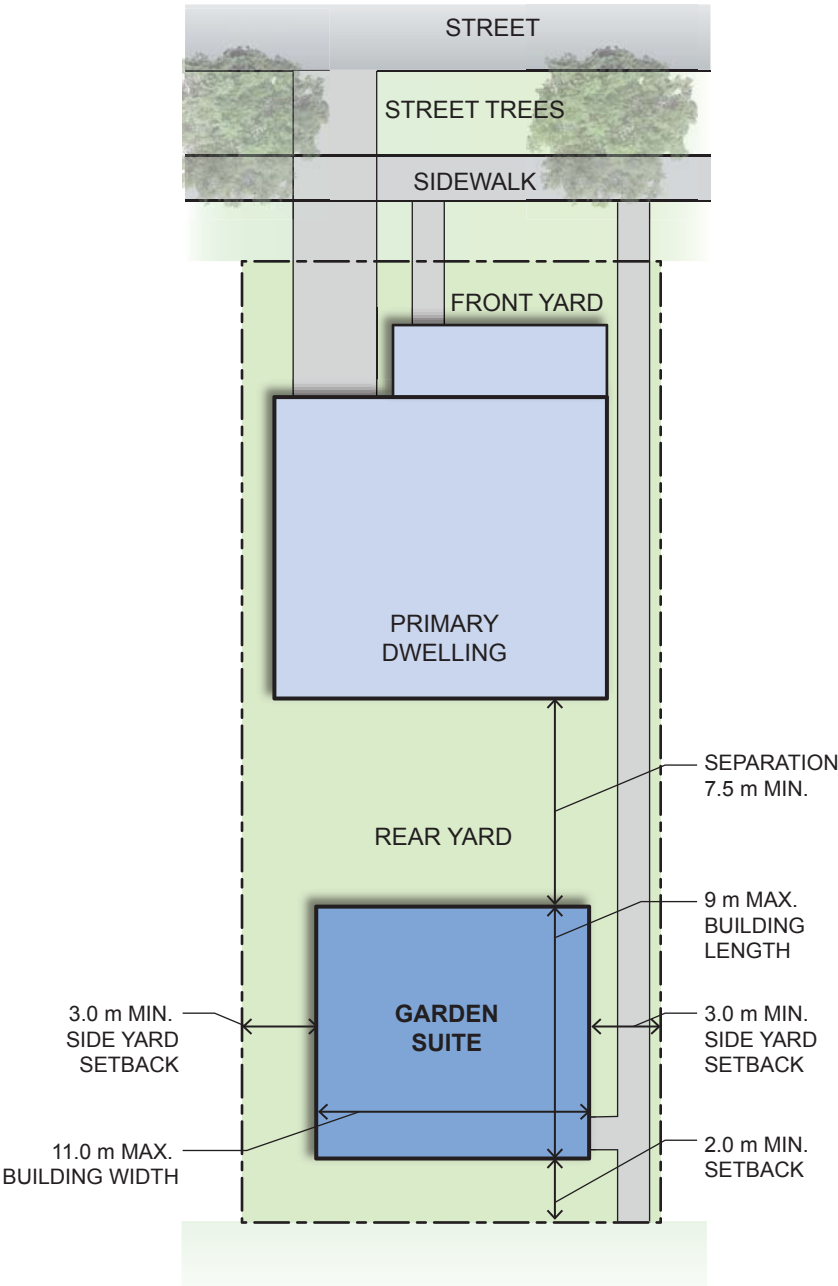 STREET
STREET TREES
SIDEWALK
FRONT YARD
PRIMARY
DWELLING
SEPARATION
7.5 m MIN.
REAR YARD
9 m MAX.
BUILDING
LENGTH
3.0 m MIN.
SIDE YARD
SETBACK
GARDEN
SUITE
3.0 m MIN.
SIDE YARD
SETBACK
11.0 m MAX.
BUILDING WIDTH
2.0 m MIN.
SETBACK